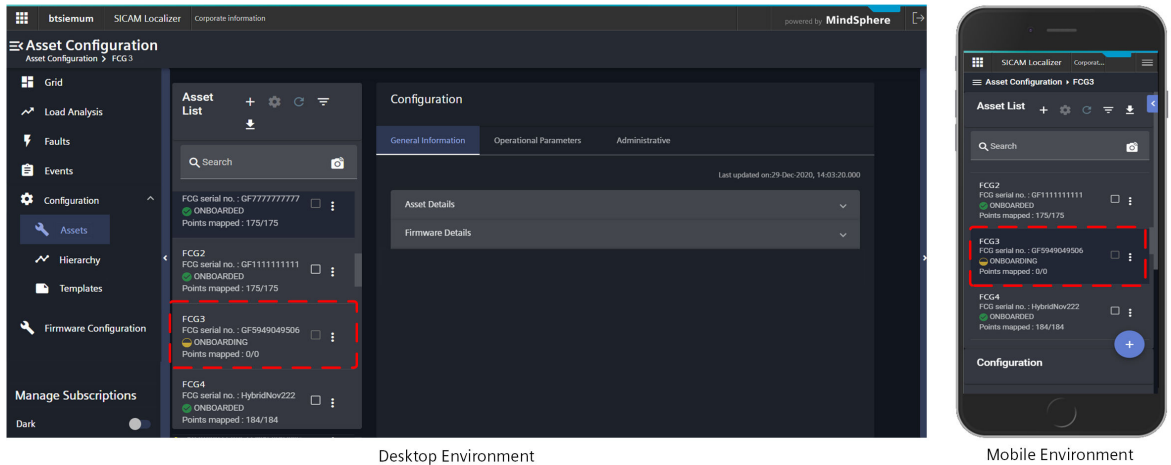 btsiemum SICAM Localizer Corporate information powered by MindSphere
Asset Configuration
Asset Configuration > FCG 3
Grid
Load Analysis
Faults
Events
Configuration
Assets
Hierarchy
Templates
Firmware Configuration
Manage Subscriptions
Dark
Asset
List
Search
FCG serial no. : GF7777777777
ONBOARDED
Points mapped : 175/175
FCG2
FCG serial no. : GF1111111111
ONBOARDED
Points mapped : 175/175
FCG3
FCG serial no. : GF5949049506
ONBOARDING
Points mapped : 0/0
FCG4
FCG serial no. : HybridNov222
ONBOARDED
Points mapped : 184/184
Configuration
General Information Operational Parameters Administrative
Last updated on:29-Dec-2020, 14:03:20.000
Asset Details
Firmware Details
Desktop Environment
SICAM Localizer Corporat...
Asset Configuration FCG3
Asset List
Search
FCG2
FCG serial no. : GF1111111111
ONBOARDED
Points mapped : 175/175
FCG3
FCG serial no. : GF5949049506
ONBOARDING
Points mapped : 0/0
FCG4
FCG serial no. : HybridNov222
ONBOARDED
Points mapped : 184/184
Configuration
Mobile Environment